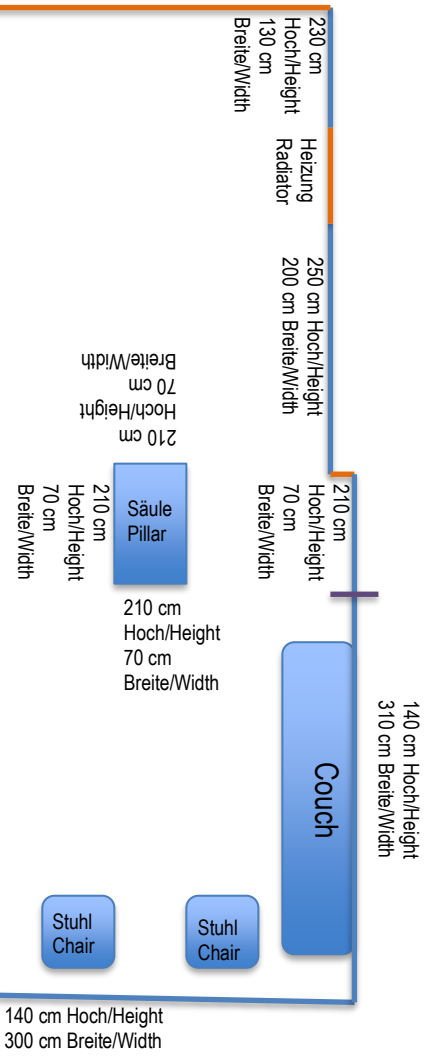 230 cm
Hoch/Height
130 cm
Breite/Width
Heizung
Radiator
250 cm Hoch/Height
200 cm Breite/Width
210 cm
Hoch/Height
70 cm
Breite/Width
210 cm
Hoch/Height
70 cm
Breite/Width
Säule
Pillar
210 cm
Hoch/Height
70 cm
Breite/Width
210 cm
Hoch/Height
70 cm
Breite/Width
140 cm Hoch/Height
310 cm Breite/Width
Couch
Stuhl
Chair
Stuhl
Chair
140 cm Hoch/Height
300 cm Breite/Width